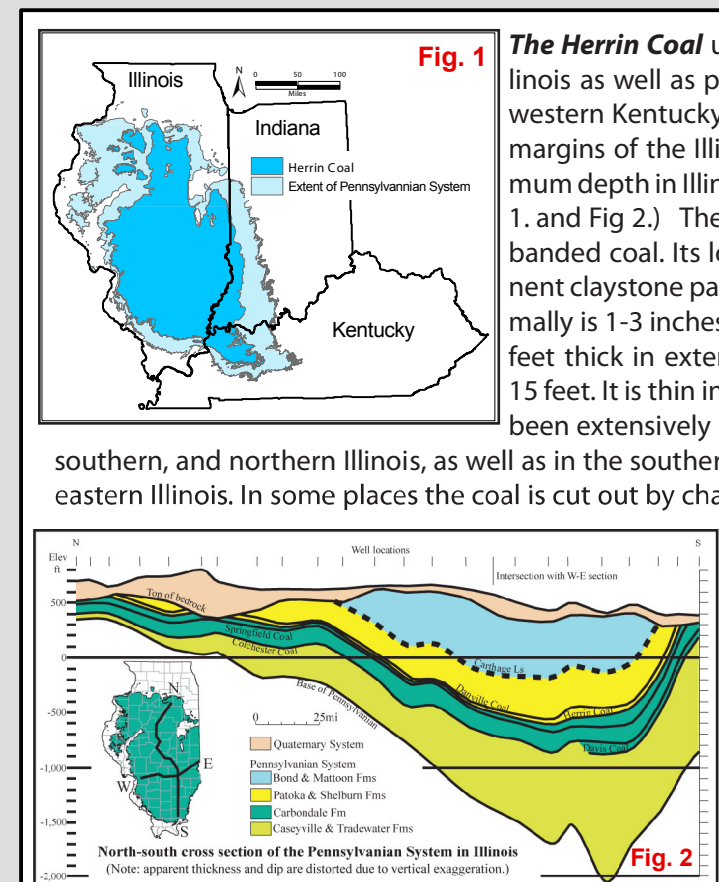 Fig. 1
Illinois
N
0 50 100
Miles
Indiana
Herrin Coal
Extent of Pennsylvannian System
Kentucky
The Herrin Coal u
linois as well as p
western Kentucky
margins of the Illi
mum depth in Illin
1. and Fig 2.) The
banded coal. Its lo
nent claystone pa
mally is 1-3 inches
feet thick in exter
15 feet. It is thin in
been extensively
southern, and northern Illinois, as well as in the souther
eastern Illinois. In some places the coal is cut out by cha
N
Well locations
S
Elev
ft
Intersection with W-E section
500
0
-500
-1,000
-1,500
-2,000
Top of bedrock
Springfield Coal
Colchester Coal
Base of Pennsylvanian
Carthage Ls
Danville Coal
Herrin Coal
Davis Coal
N
E
W
S
0 25mi
Quaternary System
Pennsylvanian System
Bond & Mattoon Fms
Patoka & Shelburn Fms
Carbondale Fm
Caseyville & Tradewater Fms
North-south cross section of the Pennsylvanian System in Illinois
(Note: apparent thickness and dip are distorted due to vertical exaggeration.)
Fig. 2